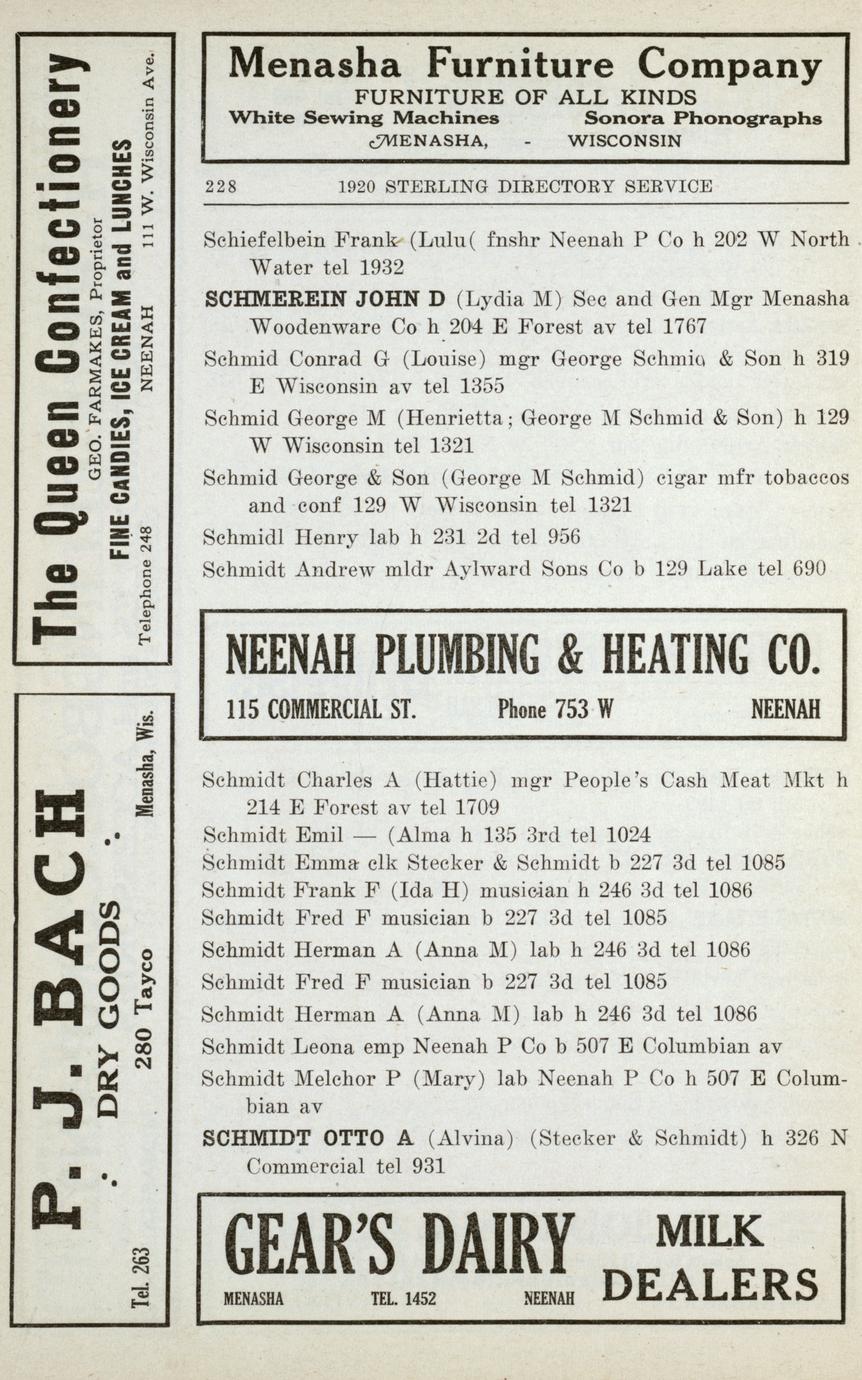 The Queen Confectionery
GEO. FARMAKES, Proprietor
FINE CANDIES, ICE CREAM and LUNCHES
Telephone 248 NEENAH 111 W. Wisconsin Ave.
P. J. BACH
DRY GOODS
Tel. 263 280 Tayco Menasha, Wis.
Menasha Furniture Company
FURNITURE OF ALL KINDS
White Sewing Machines Sonora Phonographs
MENASHA, - WISCONSIN
228 1920 STERLING DIRECTORY SERVICE
Schiefelbein Frank (Lulu( fnshr Neenah P Co h 202 W North
Water tel 1932
SCHMEREIN JOHN D (Lydia M) Sec and Gen Mgr Menasha
Woodenware Co h 204 E Forest av tel 1767
Schmid Conrad G (Louise) mgr George Schmid & Son h 319
E Wisconsin av tel 1355
Schmid George M (Henrietta; George M Schmid & Son) h 129
W Wisconsin tel 1321
Schmid George & Son (George M Schmid) cigar mfr tobaccos
and conf 129 W Wisconsin tel 1321
Schmidl Henry lab h 231 2d tel 956
Schmidt Andrew mldr Aylward Sons Co b 129 Lake tel 690
NEENAH PLUMBING & HEATING CO.
115 COMMERCIAL ST. Phone 753 W NEENAH
Schmidt Charles A (Hattie) mgr People's Cash Meat Mkt h
214 E Forest av tel 1709
Schmidt Emil — (Alma h 135 3rd tel 1024
Schmidt Emma clk Stecker & Schmidt b 227 3d tel 1085
Schmidt Frank F (Ida H) musician h 246 3d tel 1086
Schmidt Fred F musician b 227 3d tel 1085
Schmidt Herman A (Anna M) lab h 246 3d tel 1086
Schmidt Fred F musician b 227 3d tel 1085
Schmidt Herman A (Anna M) lab h 246 3d tel 1086
Schmidt Leona emp Neenah P Co b 507 E Columbian av
Schmidt Melchor P (Mary) lab Neenah P Co h 507 E Colum-
bian av
SCHMIDT OTTO A (Alvina) (Stecker & Schmidt) h 326 N
Commercial tel 931
GEAR'S DAIRY MILK
DEALERS
MENASHA TEL. 1452 NEENAH